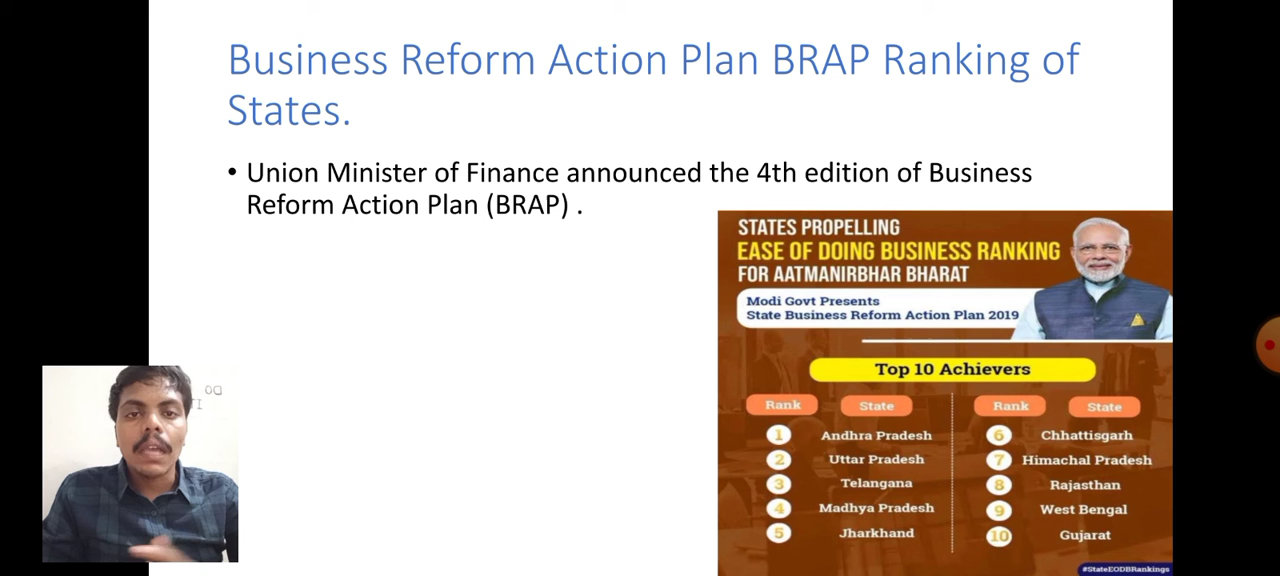 Business Reform Action Plan BRAP Ranking of
States.
• Union Minister of Finance announced the 4th edition of Business
Reform Action Plan (BRAP) .
STATES PROPELLING
EASE OF DOING BUSINESS RANKING
FOR AATMANIRBHAR BHARAT
Modi Govt Presents
State Business Reform Action Plan 2019
Top 10 Achievers
Rank State
1 Andhra Pradesh
2 Uttar Pradesh
3 Telangana
4 Madhya Pradesh
5 Jharkhand
Rank State
6 Chhattisgarh
7 Himachal Pradesh
8 Rajasthan
9 West Bengal
10 Gujarat
#StateEODBRankings